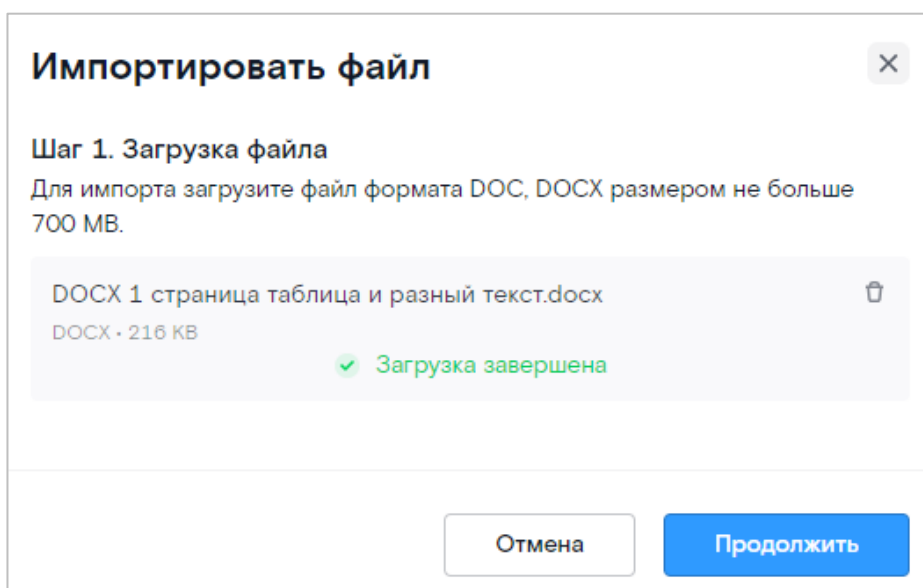 Импортировать файл
Шаг 1. Загрузка файла
Для импорта загрузите файл формата DOC, DOCX размером не больше
700 MB.
DOCX 1 страница таблица и разный текст.docx
DOCX • 216 KB
Загрузка завершена
Отмена
Продолжить